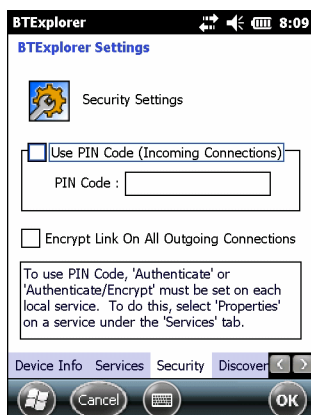 BTExplorer 8:09
BTExplorer Settings
Security Settings
Use PIN Code (Incoming Connections)
PIN Code :
Encrypt Link On All Outgoing Connections
To use PIN Code, 'Authenticate' or
'Authenticate/Encrypt' must be set on each
local service. To do this, select 'Properties'
on a service under the 'Services' tab.
Device Info Services Security Discover
Cancel OK